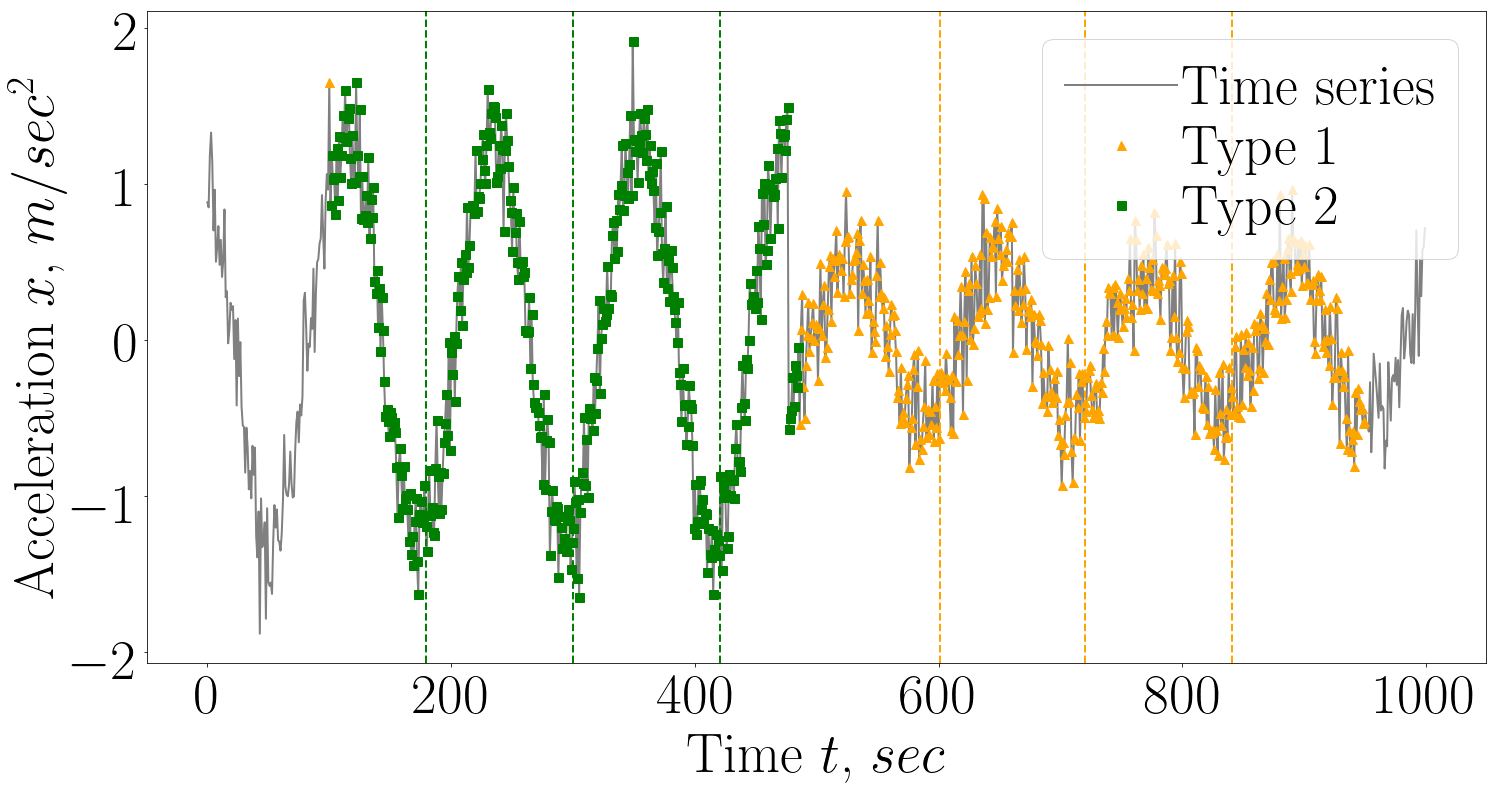 Acceleration x, m/sec²
2
1
0
−1
−2
Time series
Type 1
Type 2
0 200 400 600 800 1000
Time t, sec